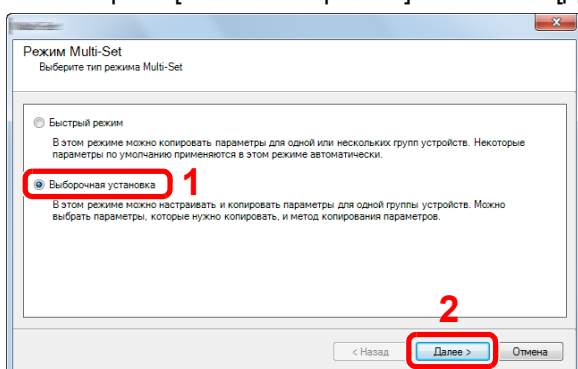 Режим Multi-Set
Выберите тип режима Multi-Set
Быстрый режим
В этом режиме можно копировать параметры для одной или нескольких групп устройств. Некоторые
параметры по умолчанию применяются в этом режиме автоматически.
Выборочная установка 1
В этом режиме можно настраивать и копировать параметры для одной группы устройств. Можно
выбрать параметры, которые нужно копировать, и метод копирования параметров.
2
< Назад Далее > Отмена